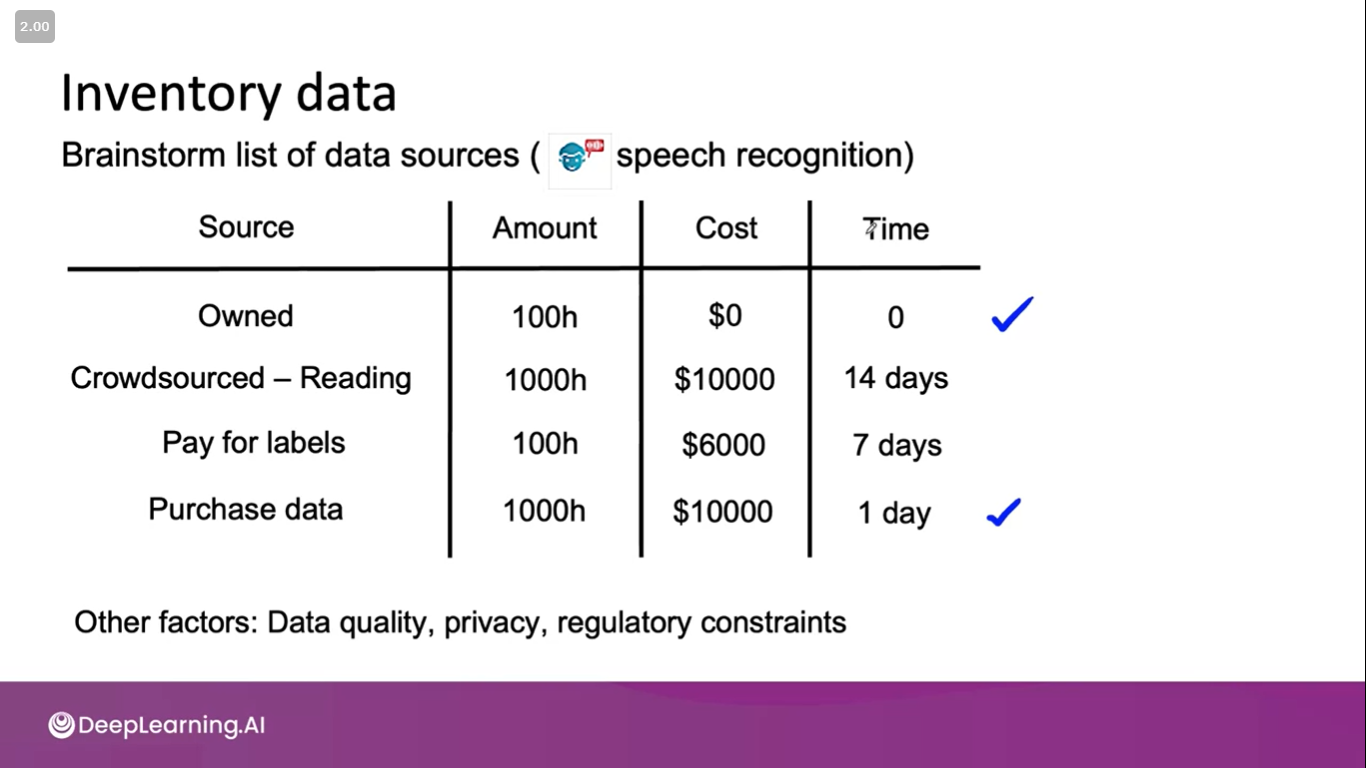 2.00
Inventory data
Brainstorm list of data sources ( speech recognition)
Source Amount Cost Time
Owned 100h $0 0
Crowdsourced – Reading 1000h $10000 14 days
Pay for labels 100h $6000 7 days
Purchase data 1000h $10000 1 day
Other factors: Data quality, privacy, regulatory constraints
DeepLearning.AI